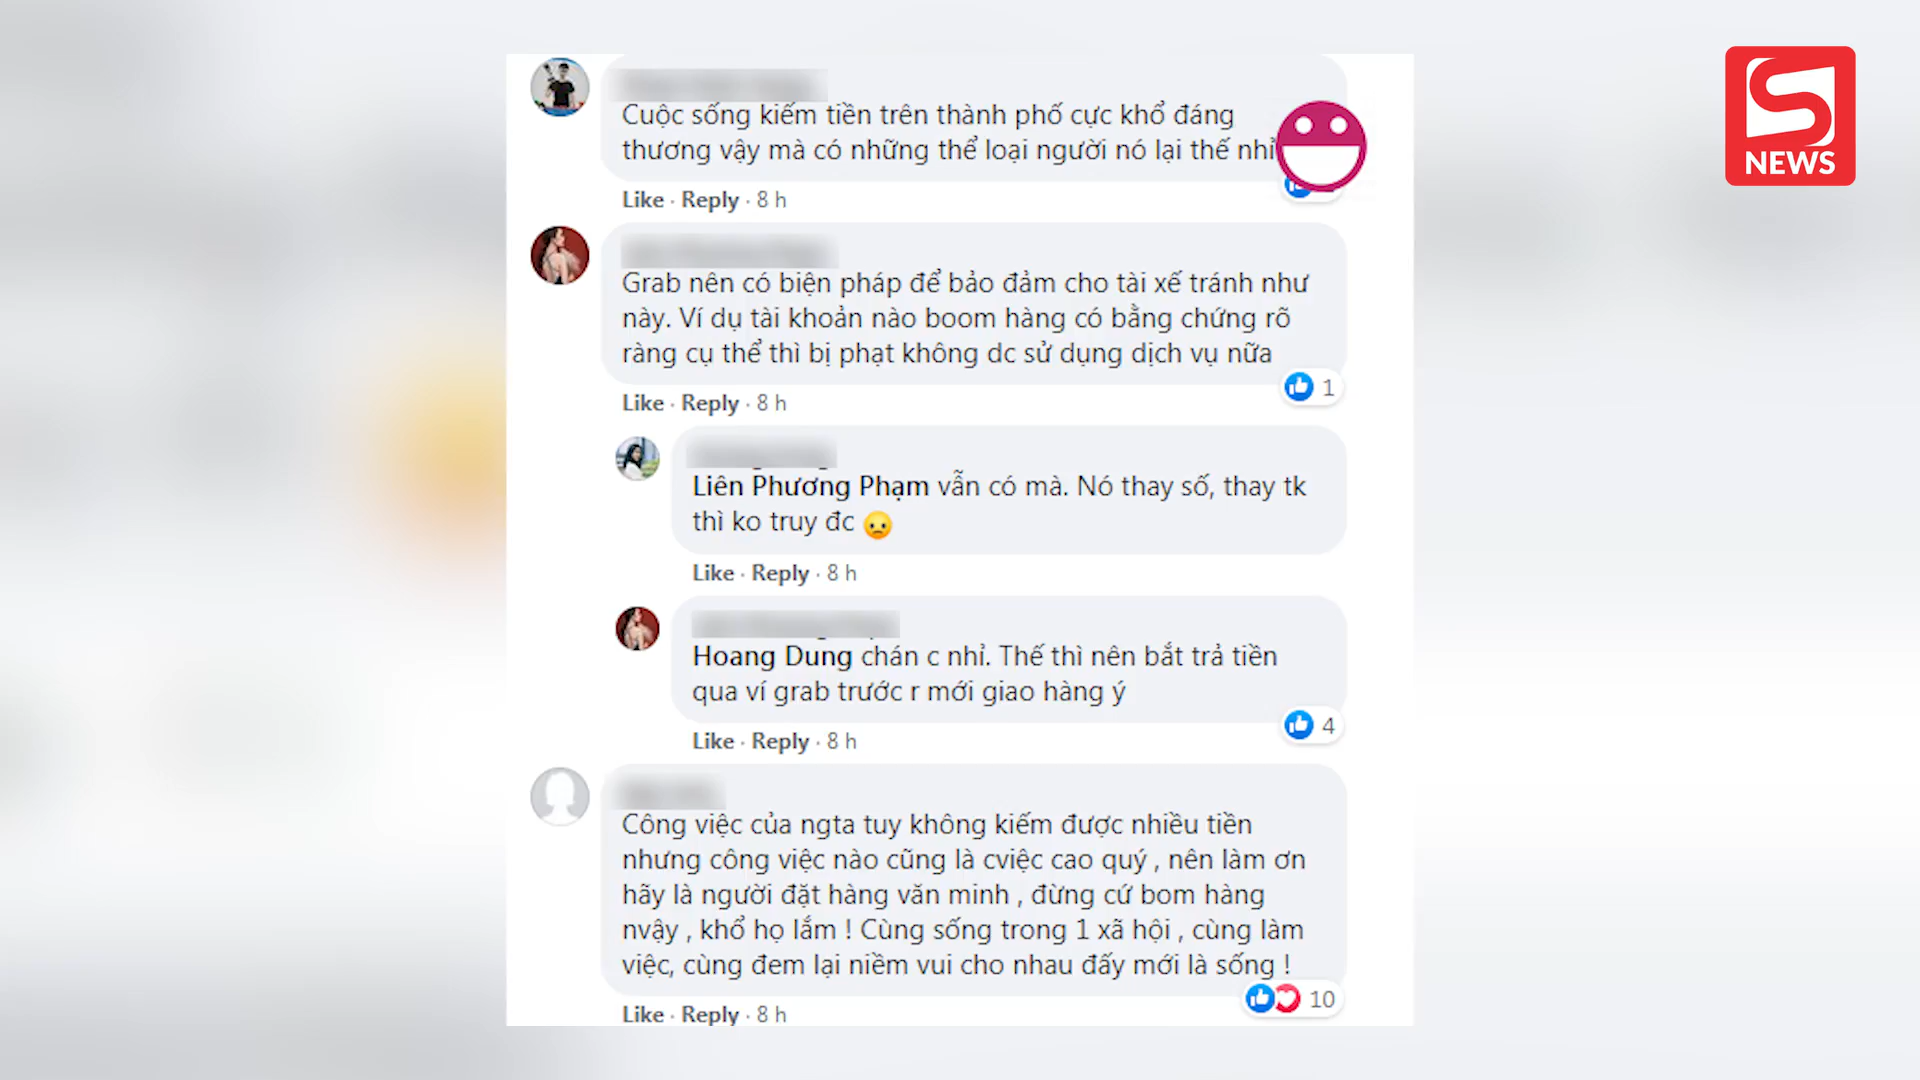 S
NEWS
Cuộc sống kiếm tiền trên thành phố cực khổ đáng
thương vậy mà có những thể loại người nó lại thế nhỉ
Like · Reply · 8 h
Grab nên có biện pháp để bảo đảm cho tài xế tránh như
này. Ví dụ tài khoản nào boom hàng có bằng chứng rõ
ràng cụ thể thì bị phạt không dc sử dụng dịch vụ nữa
1
Like · Reply · 8 h
Liên Phương Phạm vẫn có mà. Nó thay số, thay tk
thì ko truy đc
Like · Reply · 8 h
Hoang Dung chán c nhỉ. Thế thì nên bắt trả tiền
qua ví grab trước r mới giao hàng ý
4
Like · Reply · 8 h
Công việc của ngta tuy không kiếm được nhiều tiền
nhưng công việc nào cũng là cviệc cao quý , nên làm ơn
hãy là người đặt hàng văn minh , đừng cứ bom hàng
nvậy , khổ họ lắm ! Cùng sống trong 1 xã hội , cùng làm
việc, cùng đem lại niềm vui cho nhau đấy mới là sống !
10
Like · Reply · 8 h